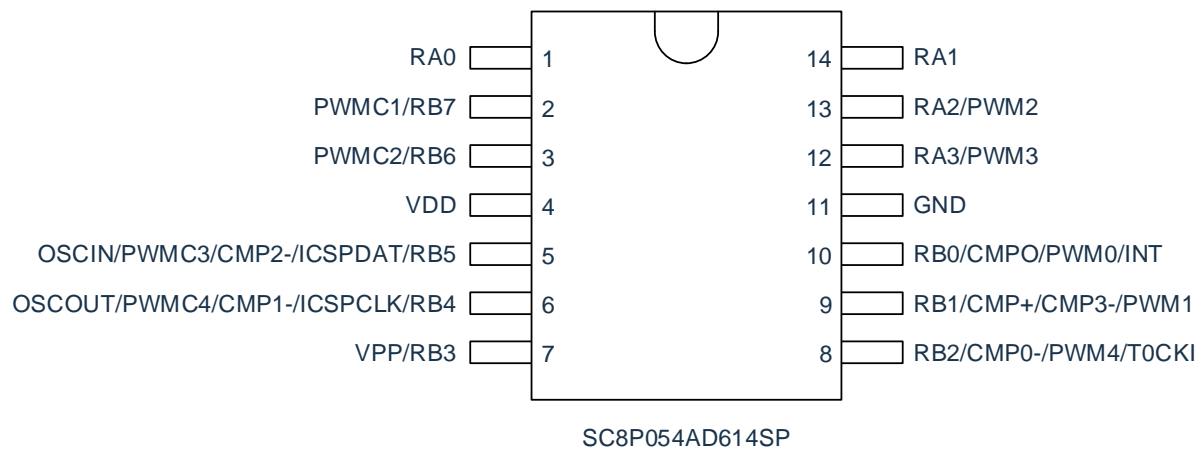 RA0 1 14 RA1
PWMC1/RB7 2 13 RA2/PWM2
PWMC2/RB6 3 12 RA3/PWM3
VDD 4 11 GND
OSCIN/PWMC3/CMP2-/ICSPDAT/RB5 5 10 RB0/CMPO/PWM0/INT
OSCOUT/PWMC4/CMP1-/ICSPCLK/RB4 6 9 RB1/CMP+/CMP3-/PWM1
VPP/RB3 7 8 RB2/CMP0-/PWM4/T0CKI
SC8P054AD614SP